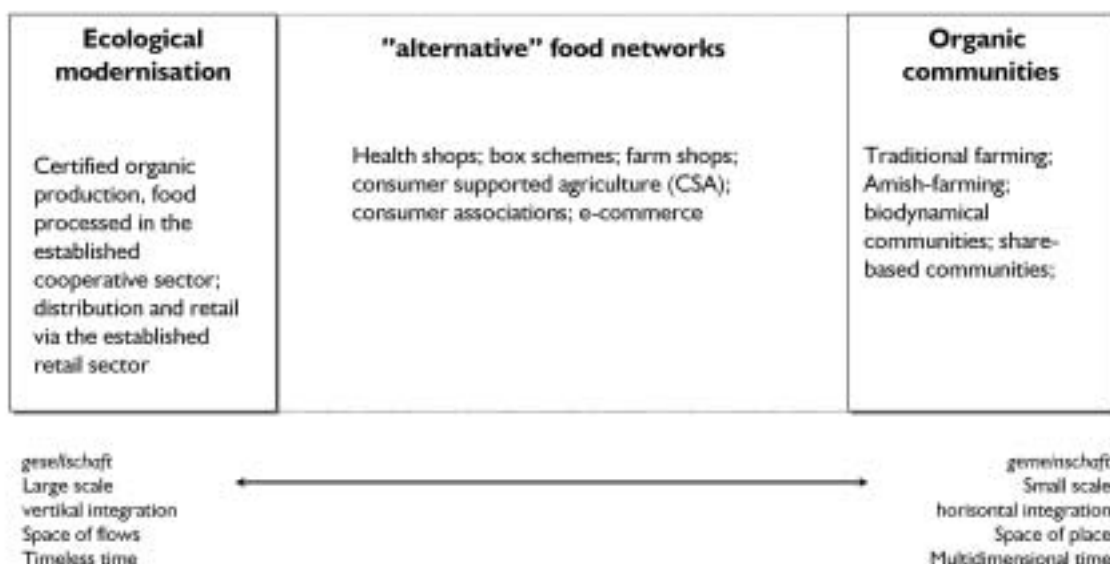 Ecological
modernisation
"alternative" food networks
Organic
communities
Certified organic
production, food
processed in the
established
cooperative sector;
distribution and retail
via the established
retail sector
Health shops; box schemes; farm shops;
consumer supported agriculture (CSA);
consumer associations; e-commerce
Traditional farming;
Amish-farming;
biodynamical
communities; share-
based communities;
gesellschaft
Large scale
vertikal integration
Space of flows
Timeless time
gemeinschaft
Small scale
horisontal integration
Space of place
Multidimensional time